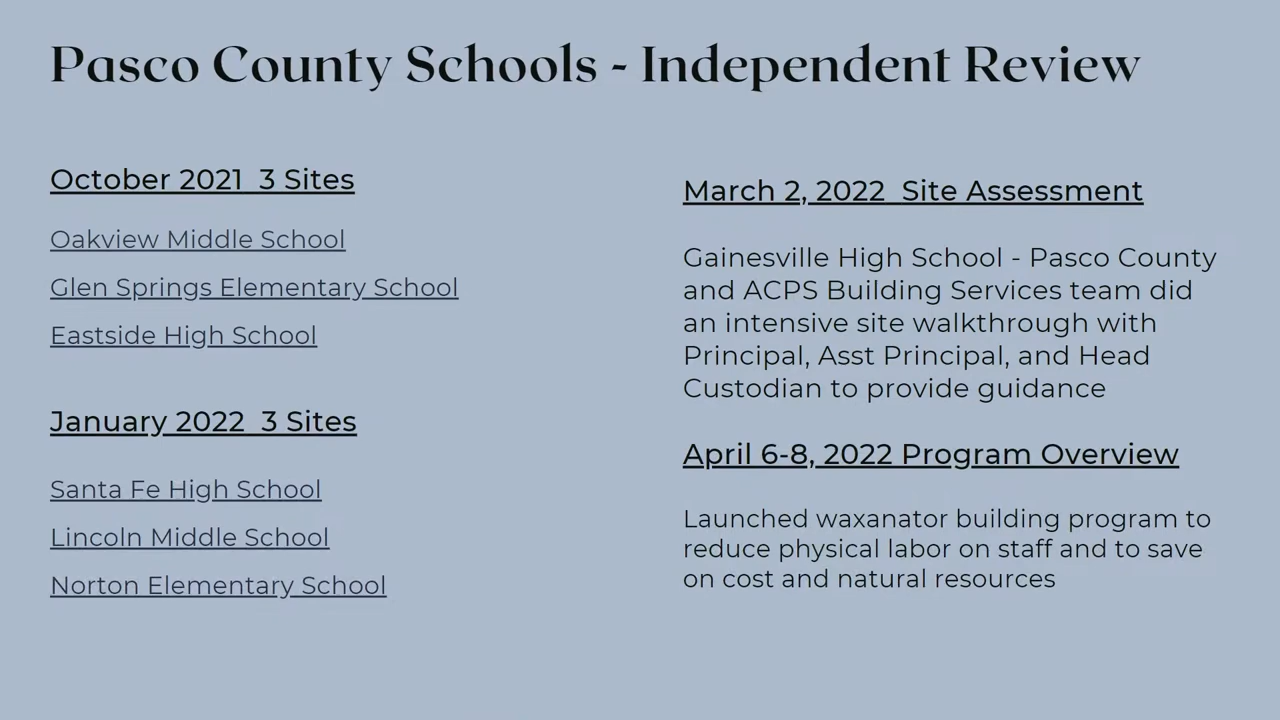 Pasco County Schools - Independent Review
October 2021  3 Sites
Oakview Middle School
Glen Springs Elementary School
Eastside High School
January 2022  3 Sites
Santa Fe High School
Lincoln Middle School
Norton Elementary School
March 2, 2022  Site Assessment
Gainesville High School - Pasco County
and ACPS Building Services team did
an intensive site walkthrough with
Principal, Asst Principal, and Head
Custodian to provide guidance
April 6-8, 2022 Program Overview
Launched waxanator building program to
reduce physical labor on staff and to save
on cost and natural resources